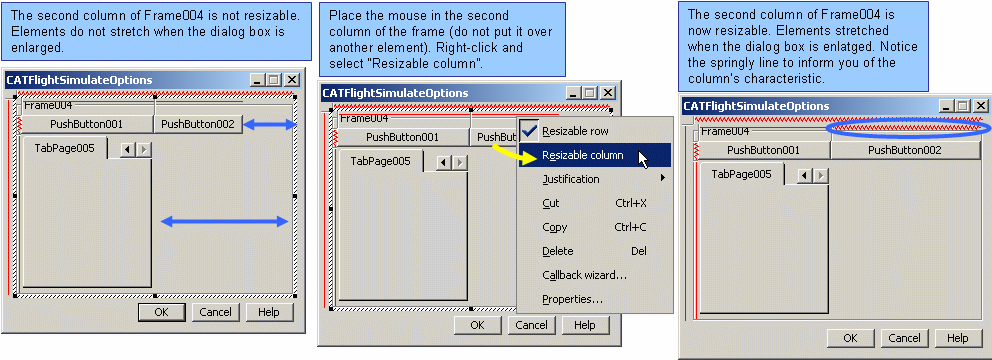 The second column of Frame004 is not resizable.
Elements do not stretch when the dialog box is
enlarged.
CATFlightSimulateOptions
Frame004
PushButton001 PushButton002
TabPage005
OK Cancel Help
Place the mouse in the second
column of the frame (do not put it over
another element). Right-click and
select "Resizable column".
CATFlightSimulateOptions
Frame004
PushButton001 PushBu
TabPage005
Resizable row
Resizable column
Justification
Cut Ctrl+X
Copy Ctrl+C
Delete Del
Callback wizard...
Properties...
OK Cancel Help
The second column of Frame004 is
now resizable. Elements stretched
when the dialog box is enlatged. Notice
the springly line to inform you of the
column's characteristic.
CATFlightSimulateOptions
Frame004
PushButton001 PushButton002
TabPage005
OK Cancel Help